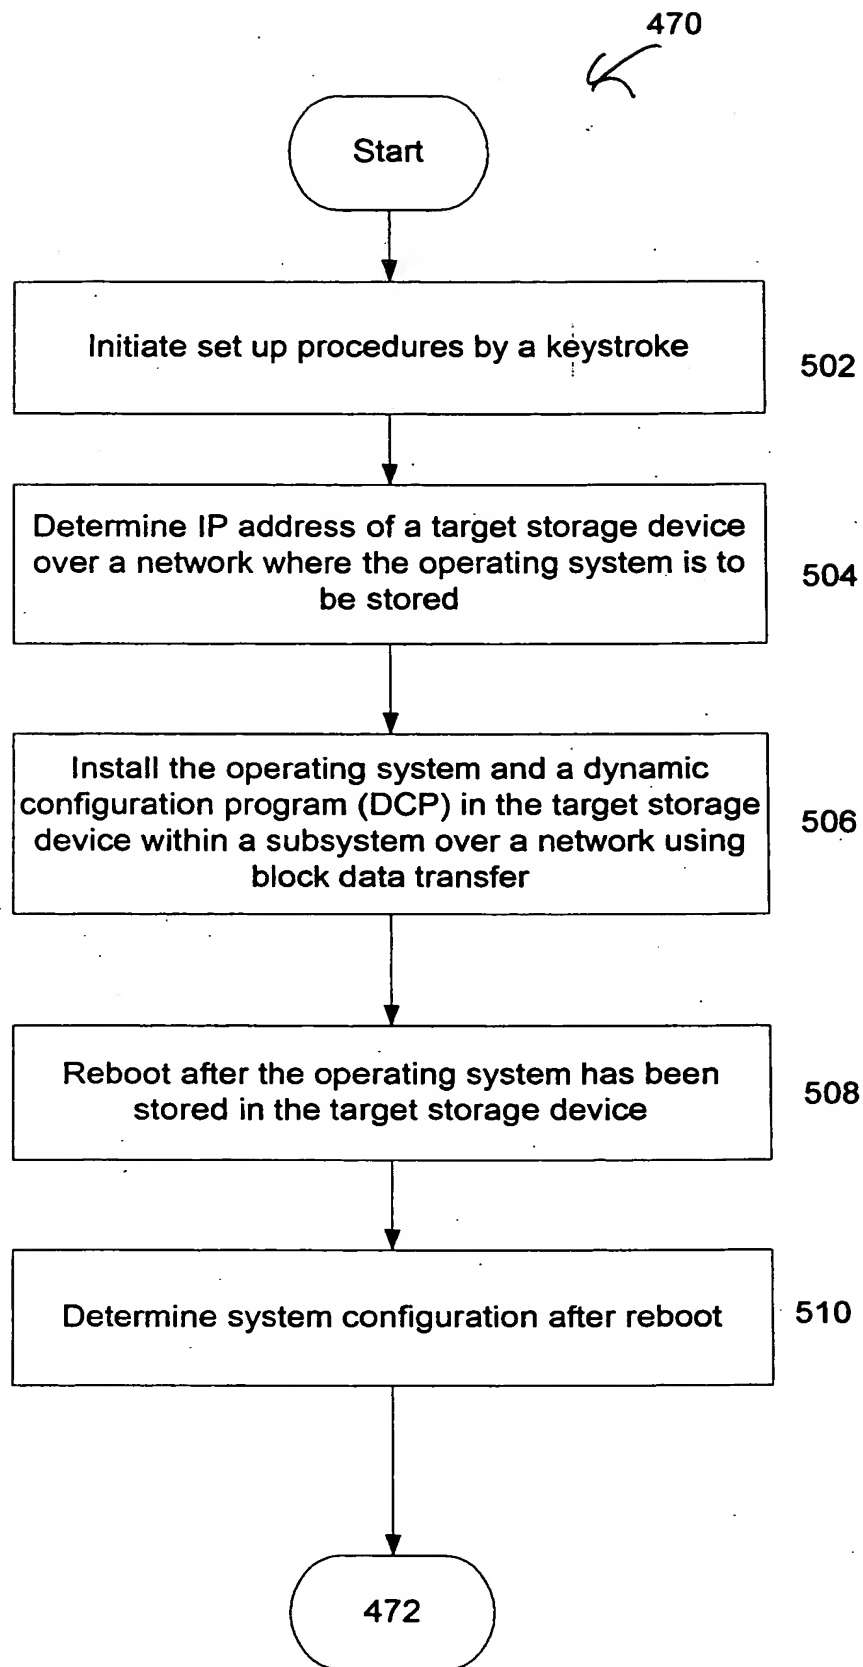 470
Start
Initiate set up procedures by a keystroke
502
Determine IP address of a target storage device
over a network where the operating system is to
be stored
504
Install the operating system and a dynamic
configuration program (DCP) in the target storage
device within a subsystem over a network using
block data transfer
506
Reboot after the operating system has been
stored in the target storage device
508
Determine system configuration after reboot
510
472